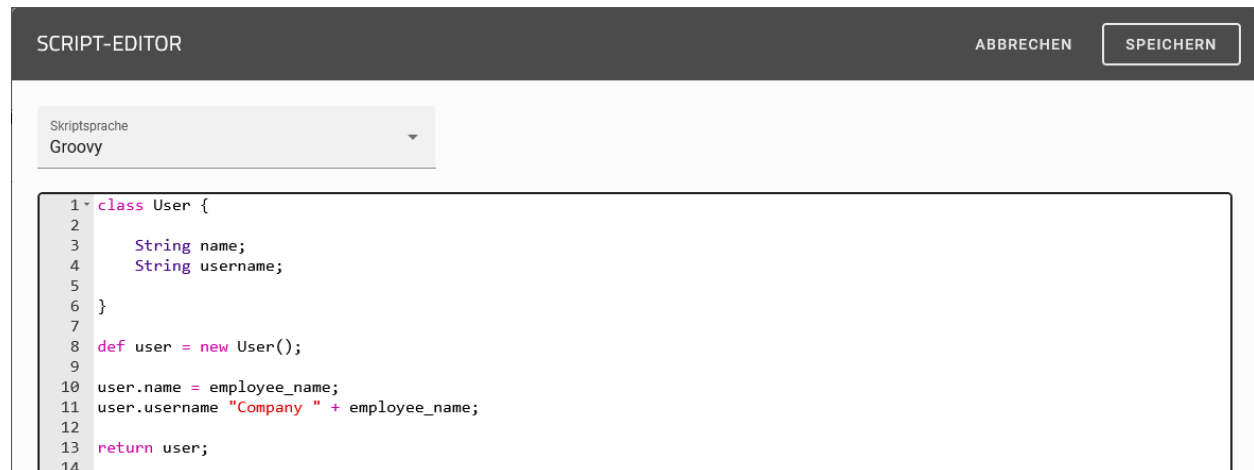 SCRIPT-EDITOR
ABBRECHEN
SPEICHERN
Skriptsprache
Groovy
1 class User {
2
3     String name;
4     String username;
5
6 }
7
8 def user = new User();
9
10 user.name = employee_name;
11 user.username "Company " + employee_name;
12
13 return user;
14